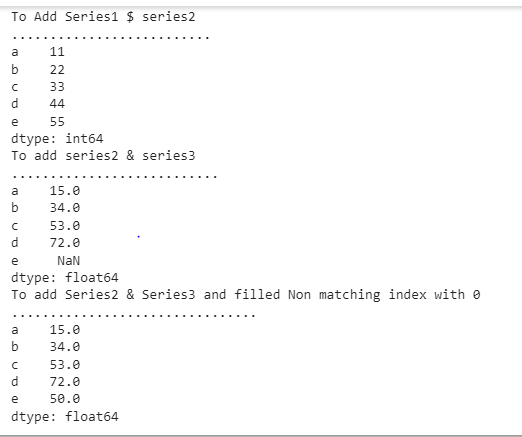 To Add Series1 $ series2
..........................
a    11
b    22
c    33
d    44
e    55
dtype: int64
To add series2 & series3
...........................
a    15.0
b    34.0
c    53.0
d    72.0
e     NaN
dtype: float64
To add Series2 & Series3 and filled Non matching index with 0
................................
a    15.0
b    34.0
c    53.0
d    72.0
e    50.0
dtype: float64